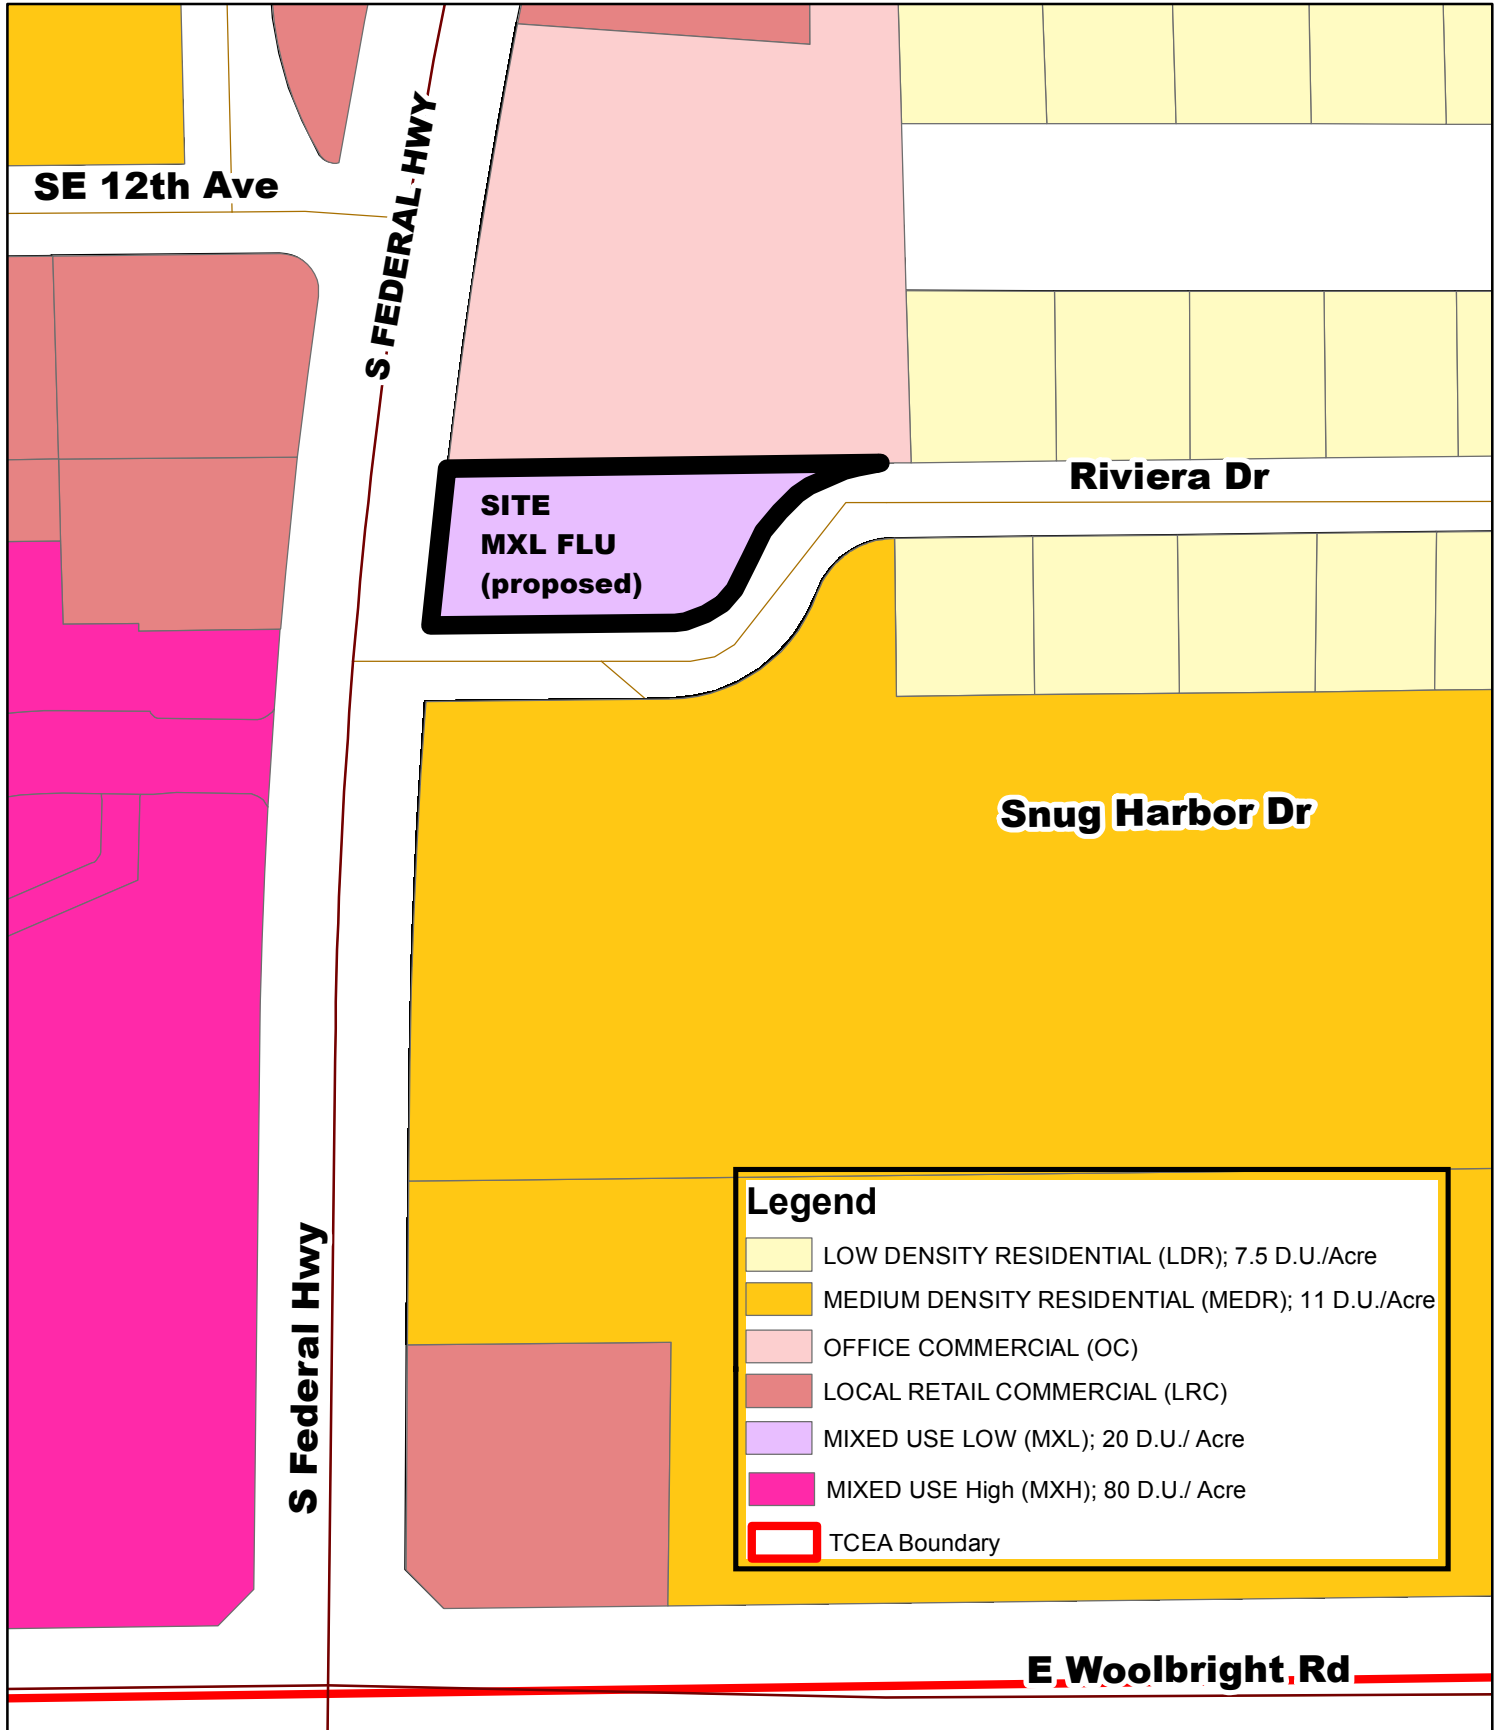 SE 12th Ave
S FEDERAL HWY
Riviera Dr
SITE
MXL FLU
(proposed)
Snug Harbor Dr
Legend
LOW DENSITY RESIDENTIAL (LDR); 7.5 D.U./Acre
MEDIUM DENSITY RESIDENTIAL (MEDR); 11 D.U./Acre
OFFICE COMMERCIAL (OC)
LOCAL RETAIL COMMERCIAL (LRC)
MIXED USE LOW (MXL); 20 D.U./ Acre
MIXED USE High (MXH); 80 D.U./ Acre
TCEA Boundary
S Federal Hwy
E Woolbright Rd